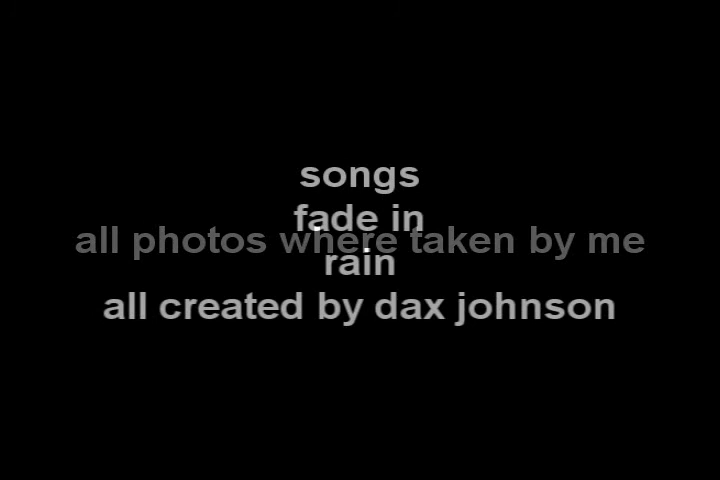 songs
fade in
all photos where taken by me
rain
all created by dax johnson